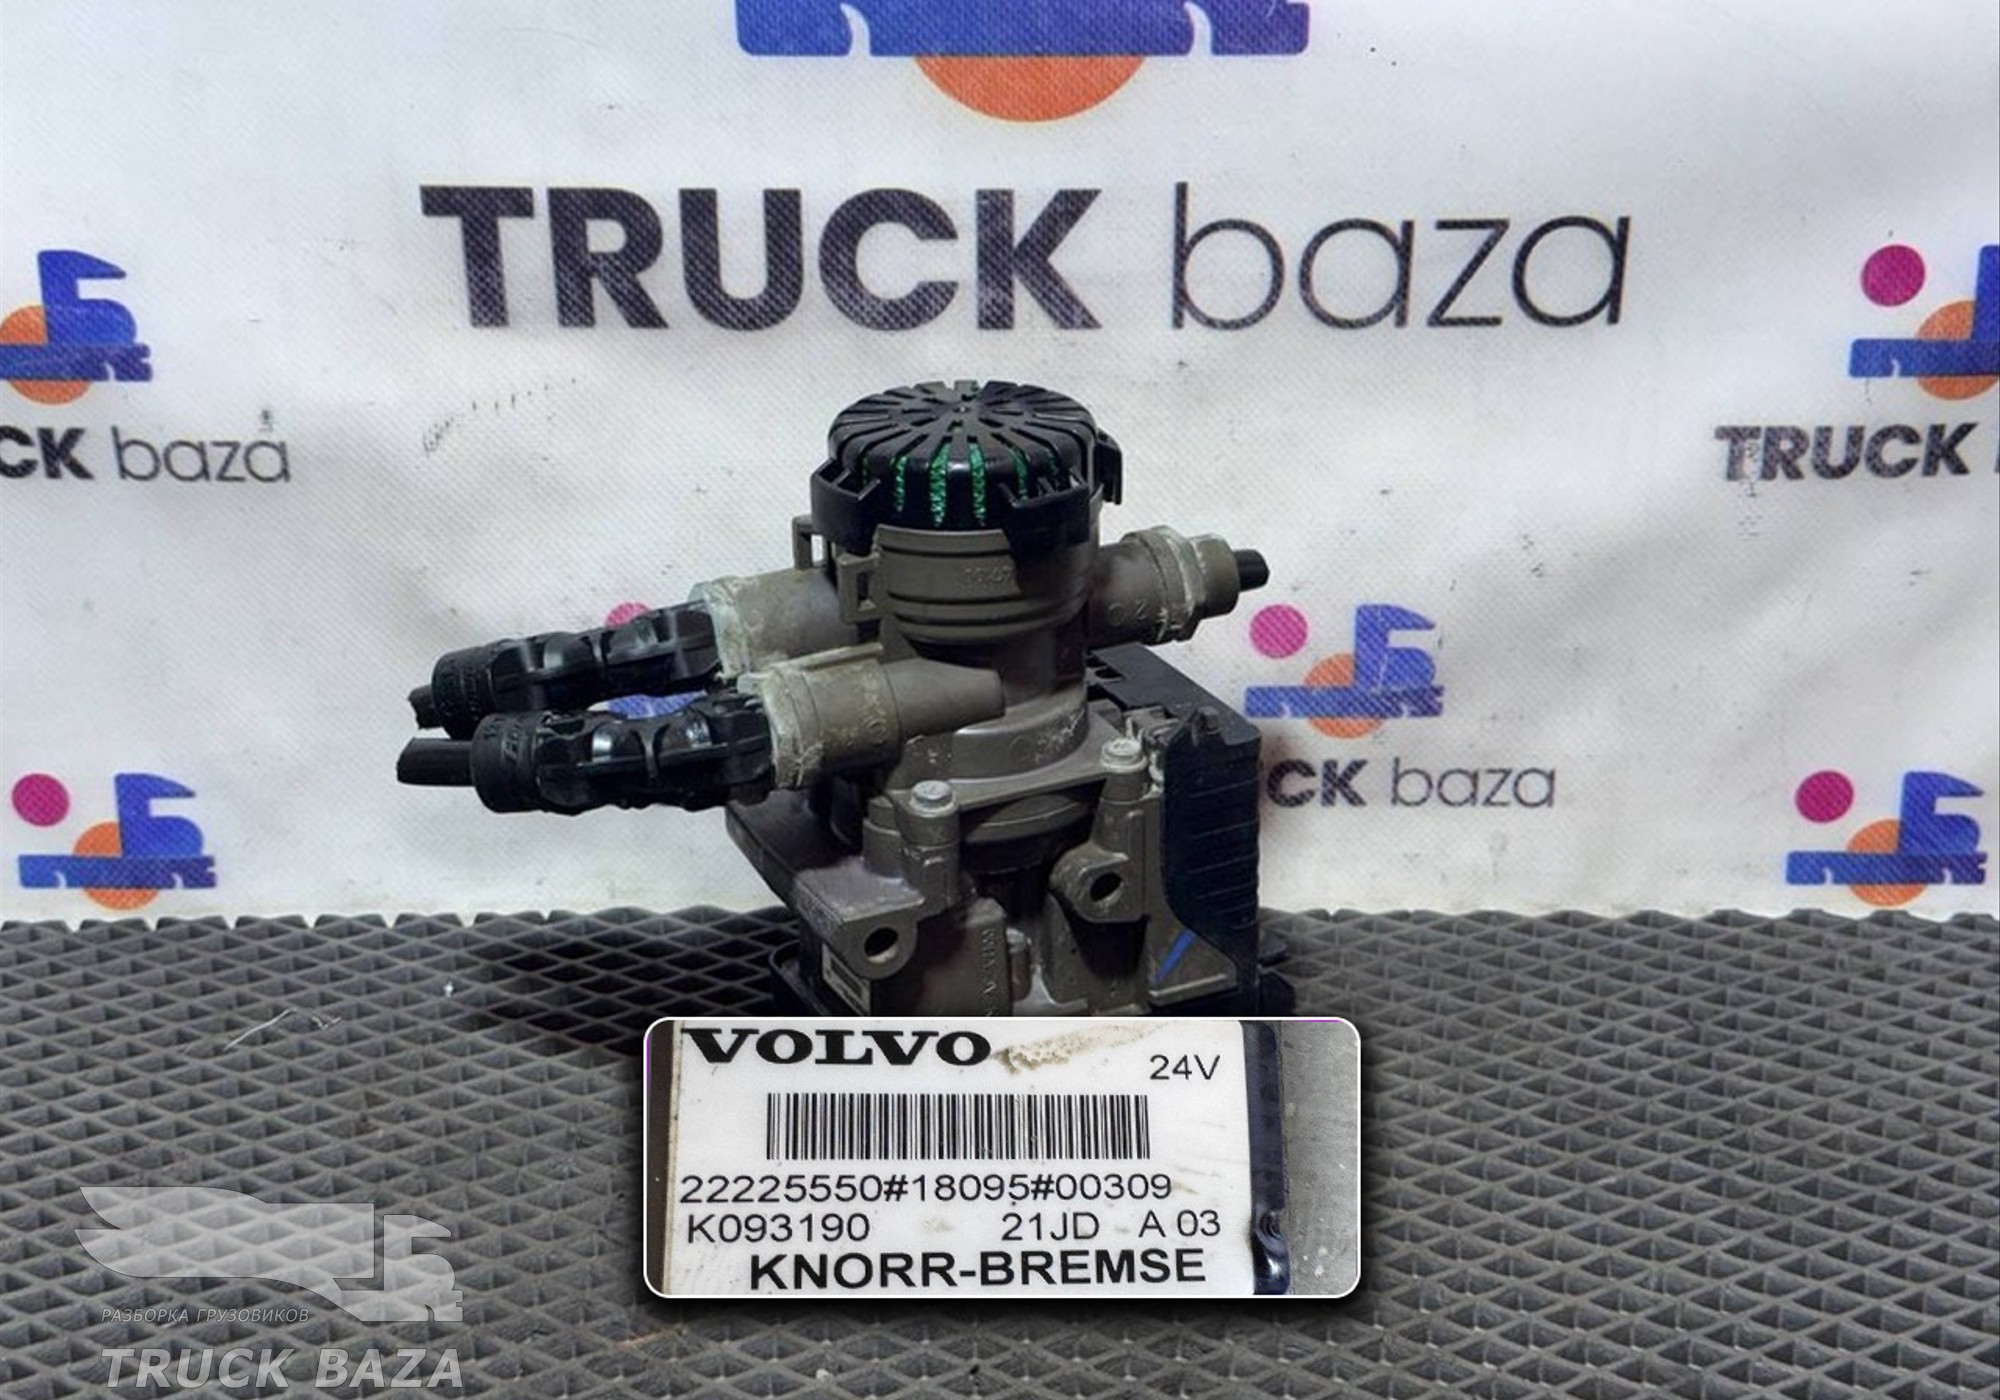 TRUCK baza
CK baza
TRUCK
CK baza
VOLVO
24V
22225550#18095#00309
K093190 21JD A 03
KNORR-BREMSE
РАЗБОРКА ГРУЗОВИКОВ
TRUCK BAZA